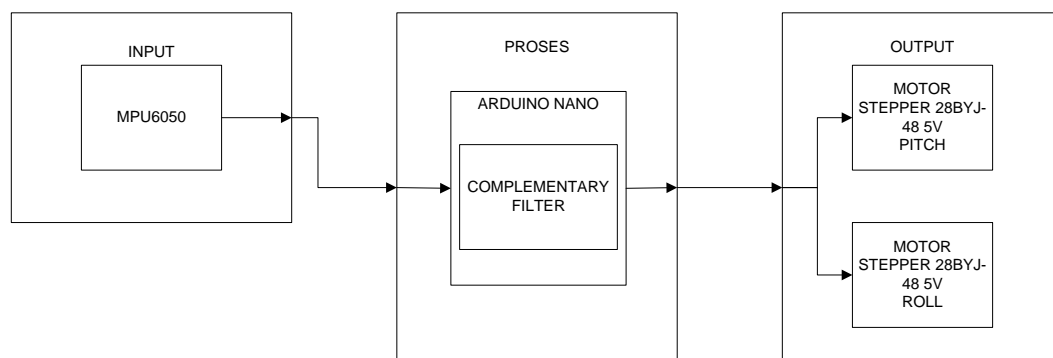 INPUT
MPU6050
PROSES
ARDUINO NANO
COMPLEMENTARY
FILTER
OUTPUT
MOTOR
STEPPER 28BYJ-
48 5V
PITCH
MOTOR
STEPPER 28BYJ-
48 5V
ROLL